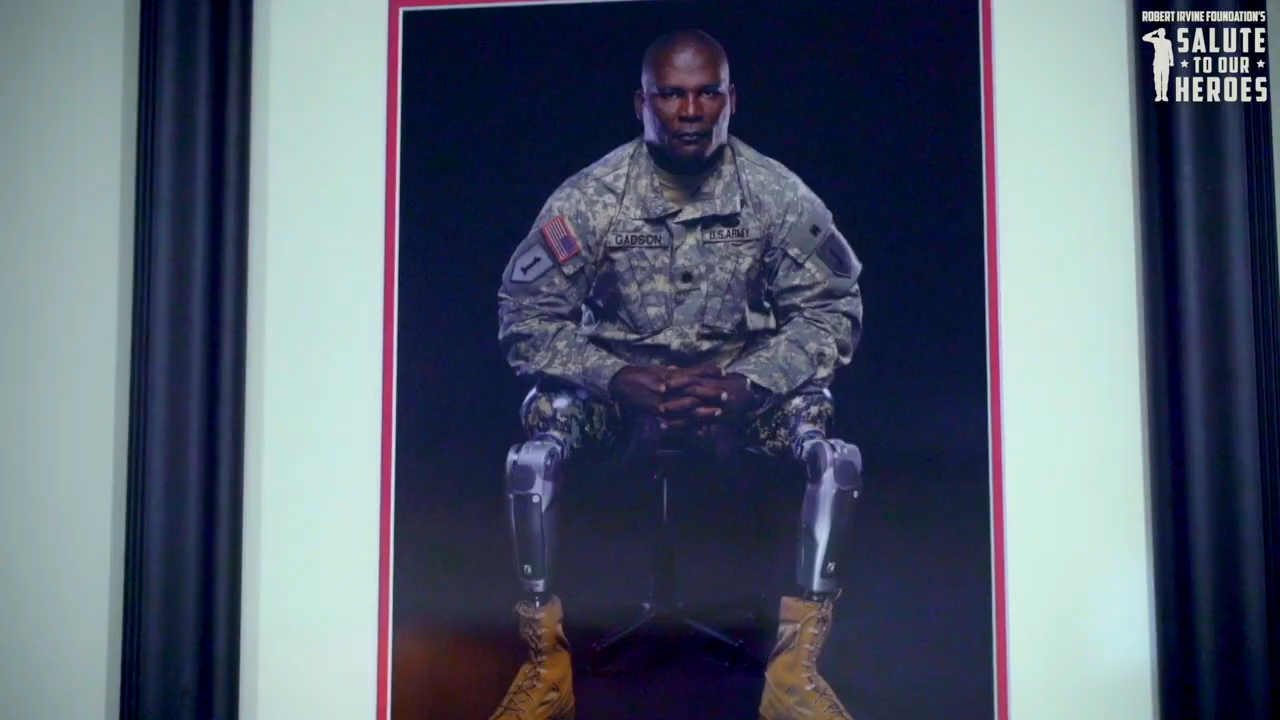 ROBERT IRVINE FOUNDATION'S
SALUTE
TO OUR
HEROES
GADSON
U.S. ARMY